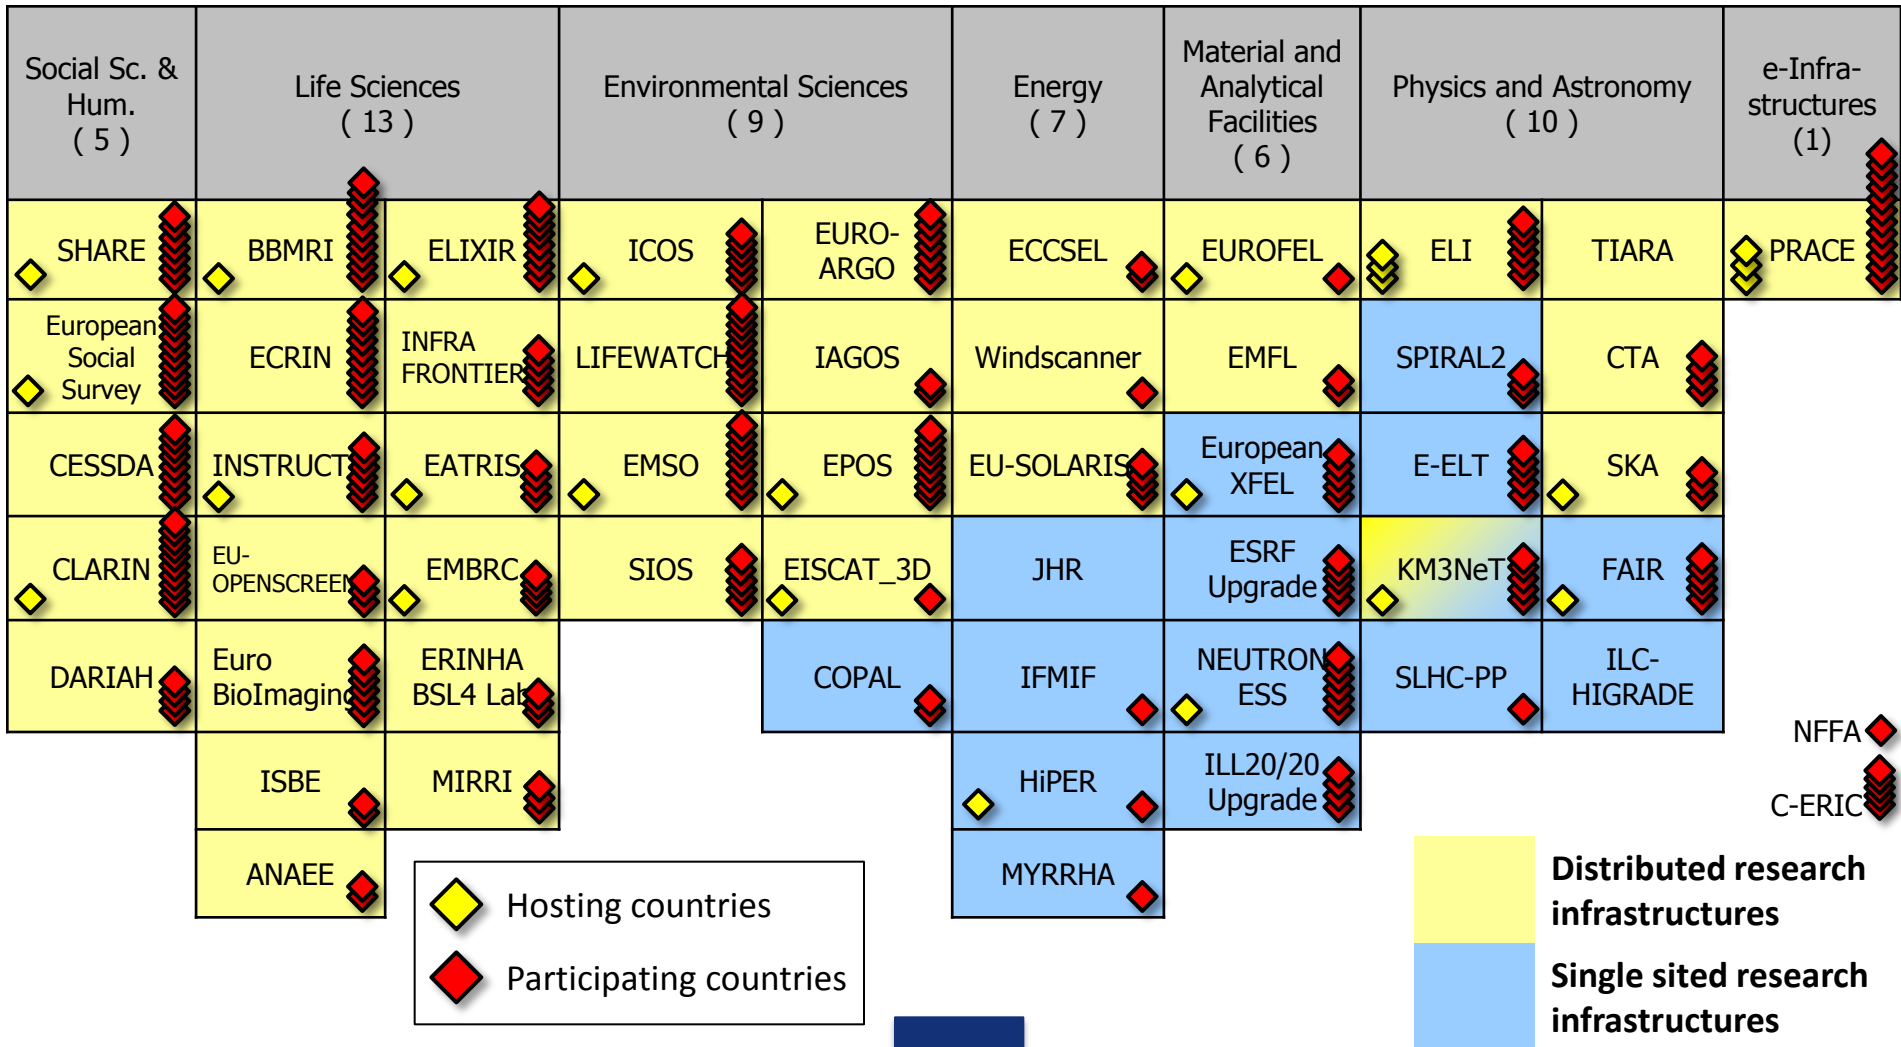 Social Sc. &
Hum.
( 5 )
Life Sciences
( 13 )
Environmental Sciences
( 9 )
Energy
( 7 )
Material and
Analytical
Facilities
( 6 )
Physics and Astronomy
( 10 )
e-Infra-
structures
(1)
SHARE
BBMRI
ELIXIR
ICOS
EURO-
ARGO
ECCSEL
EUROFEL
ELI
TIARA
PRACE
European
Social
Survey
ECRIN
INFRA
FRONTIER
LIFEWATCH
IAGOS
Windscanner
EMFL
SPIRAL2
CTA
CESSDA
INSTRUCT
EATRIS
EMSO
EPOS
EU-SOLARIS
European
XFEL
E-ELT
SKA
CLARIN
EU-
OPENSCREEN
EMBRC
SIOS
EISCAT_3D
JHR
ESRF
Upgrade
KM3NeT
FAIR
DARIAH
Euro
BioImaging
ERINHA
BSL4 Lab
COPAL
IFMIF
NEUTRON
ESS
SLHC-PP
ILC-
HIGRADE
NFFA
ISBE
MIRRI
HiPER
ILL20/20
Upgrade
C-ERIC
ANAEE
MYRRHA
Hosting countries
Participating countries
Distributed research
infrastructures
Single sited research
infrastructures